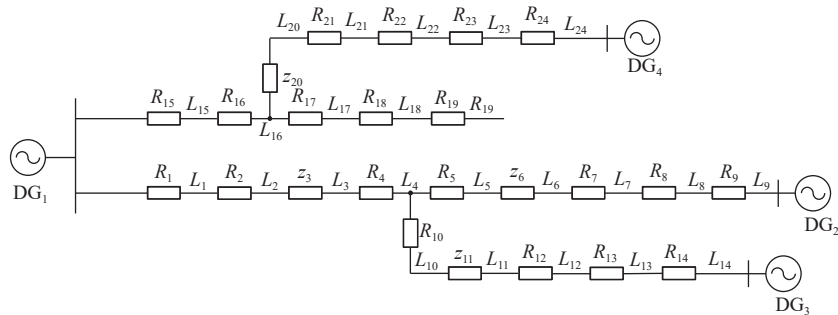 L20 R21 L21 R22 L22 R23 L23 R24 L24
z20
DG4
R15 L15 R16 R17 L17 R18 L18 R19 R19
L16
DG1
R1 L1 R2 L2 z3 L3 R4 L4 R5 L5 z6 L6 R7 L7 R8 L8 R9 L9
DG2
R10
L10 z11 L11 R12 L12 R13 L13 R14 L14
DG3